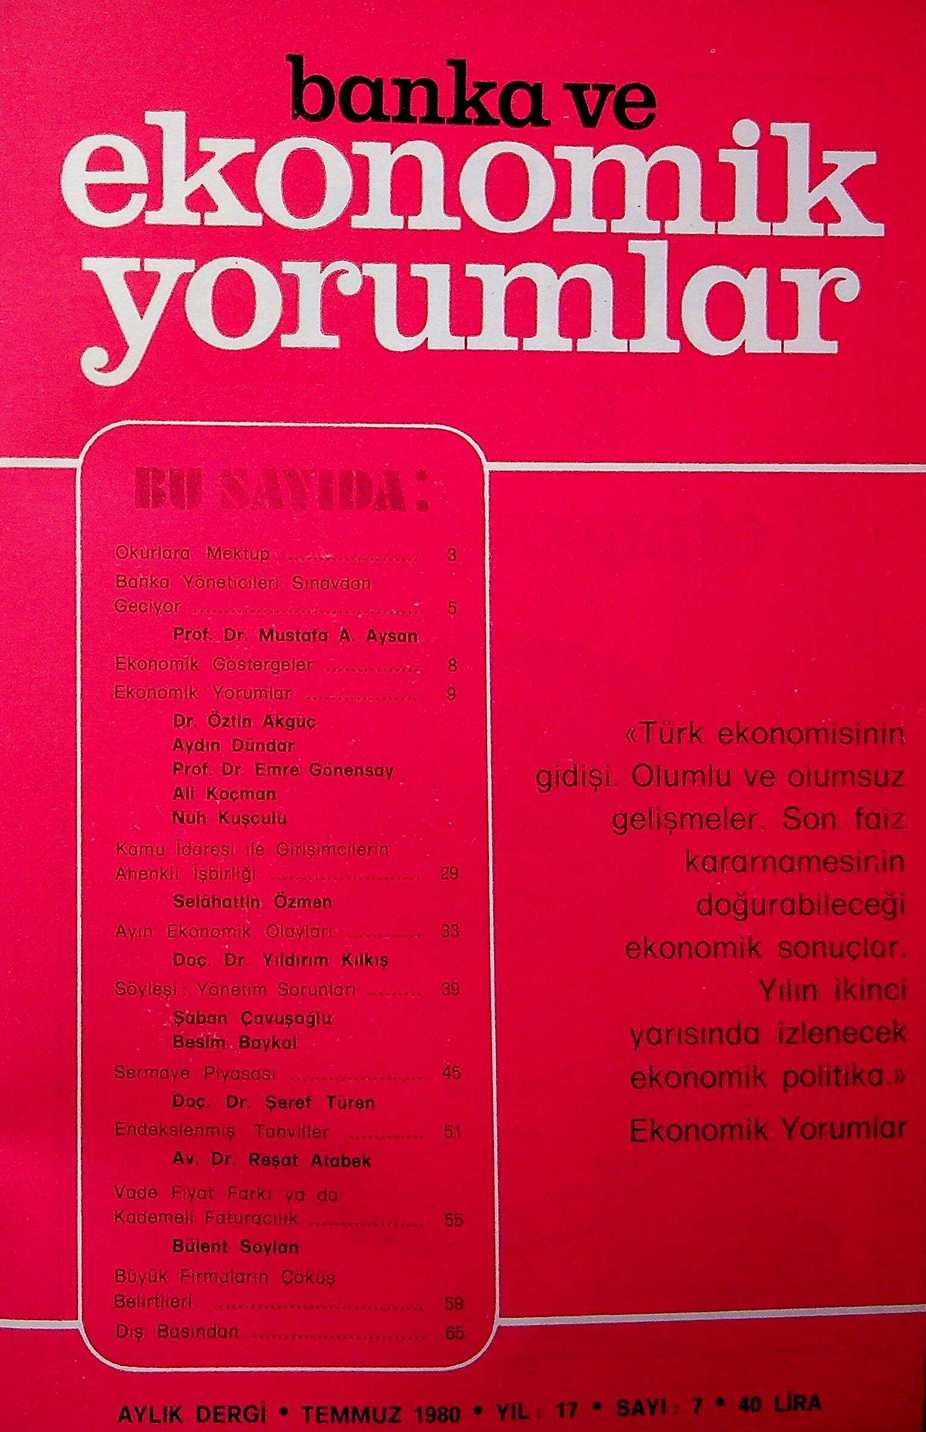 banka ve
ekonomik
yorumlar
BU SAYIDA:
Okurlara Mektup .................... 3
Banka Yöneticileri Sınavdan
Geçiyor .................................... 5
Prof. Dr. Mustafa A. Aysan
Ekonomik Göstergeler ............... 8
Ekonomik Yorumlar .................. 9
Dr. Öztin Akgüç
Aydın Dündar
Prof. Dr. Emre Gönensay
Ali Koçman
Nuh Kuşçulu
Kamu İdaresi ile Girişimcilerin
Ahenkli İşbirliği ....................... 29
Selâhattin Özmen
Ayın Ekonomik Olayları ............ 33
Doç. Dr. Yıldırım Kılkış
Söyleşi : Yönetim Sorunları ......... 39
Şaban Çavuşoğlu
Besim Baykal
Sermaye Piyasası ..................... 45
Doç. Dr. Şeref Türen
Endekslenmiş Tahviller ............ 51
Av. Dr. Reşat Atabek
Vade Fiyat Farkı ya da
Kademeli Faturacılık .................. 55
Bülent Soylan
Büyük Firmaların Çöküş
Belirtileri ................................. 59
Dış Basından ............................ 65
«Türk ekonomisinin
gidişi. Olumlu ve olumsuz
gelişmeler. Son faiz
kararnamesinin
doğurabileceği
ekonomik sonuçlar.
Yılın ikinci
yarısında izlenecek
ekonomik politika.»
Ekonomik Yorumlar
AYLIK DERGİ • TEMMUZ 1980 • YIL : 17 • SAYI : 7 • 40 LİRA